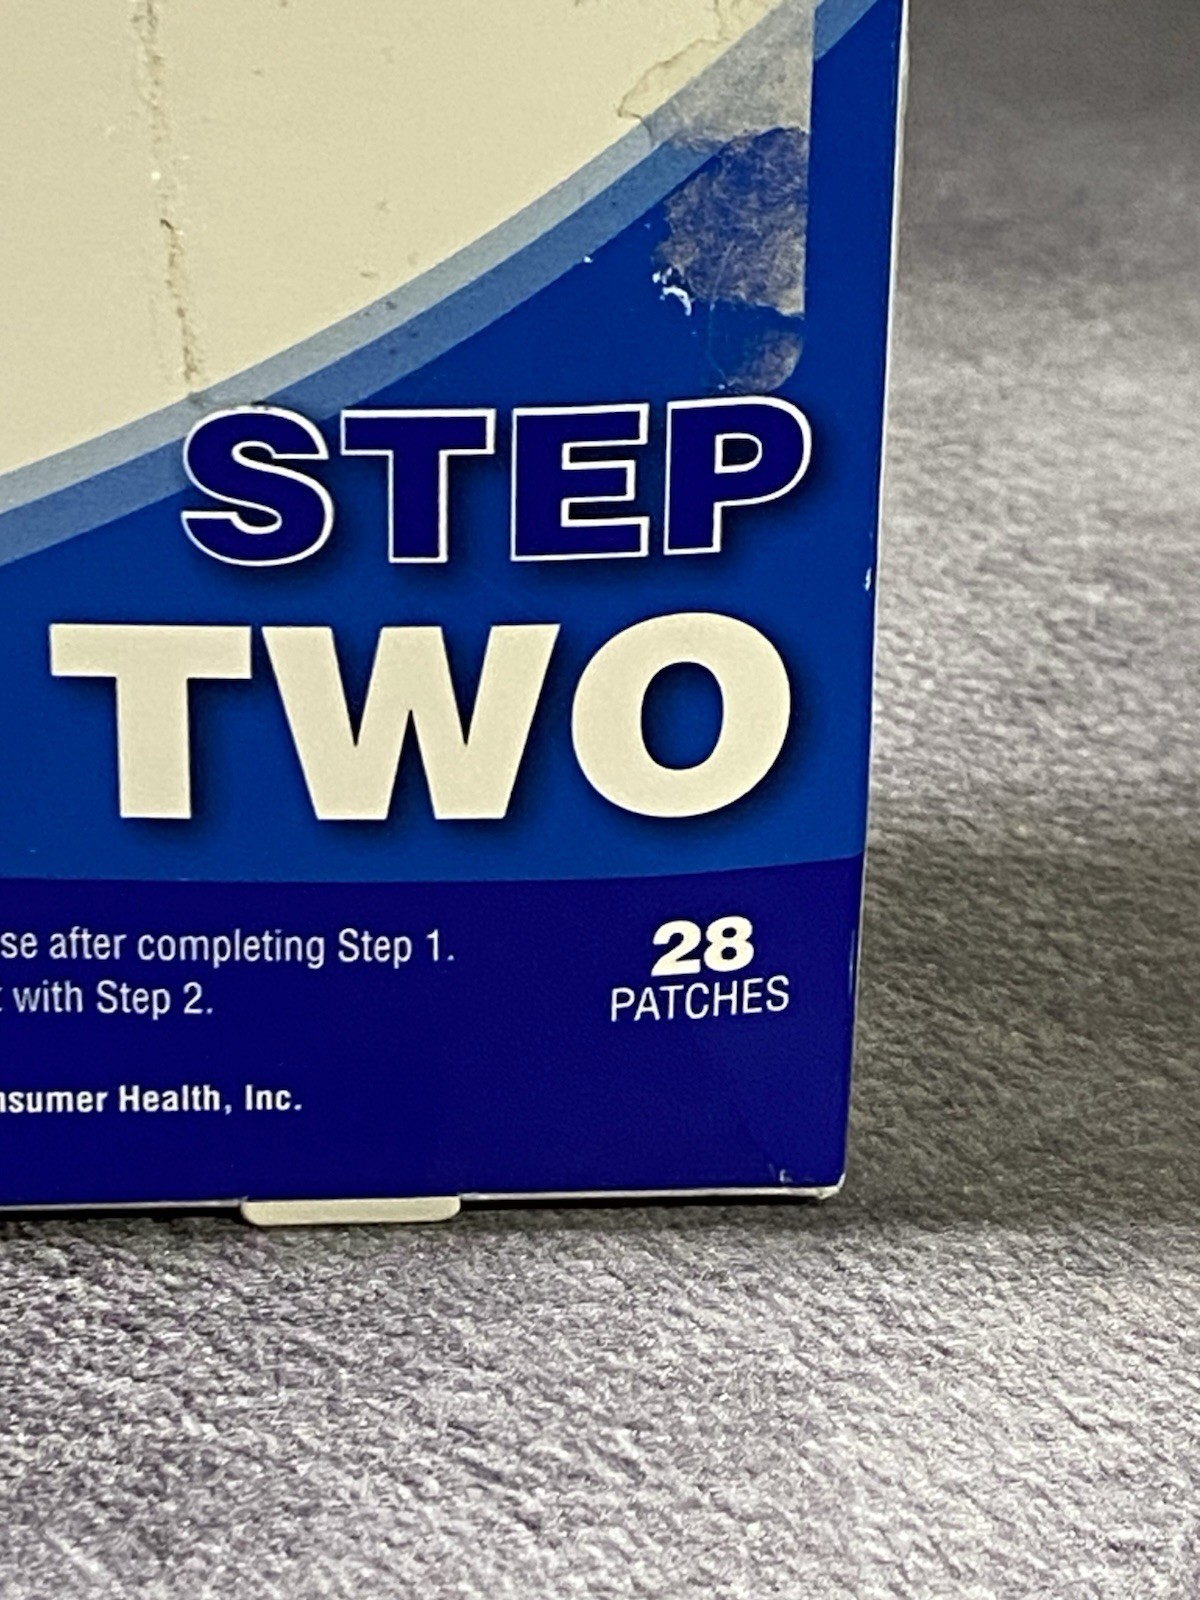 STEP
TWO
se after completing Step 1.
with Step 2.
28
PATCHES
nsumer Health, Inc.